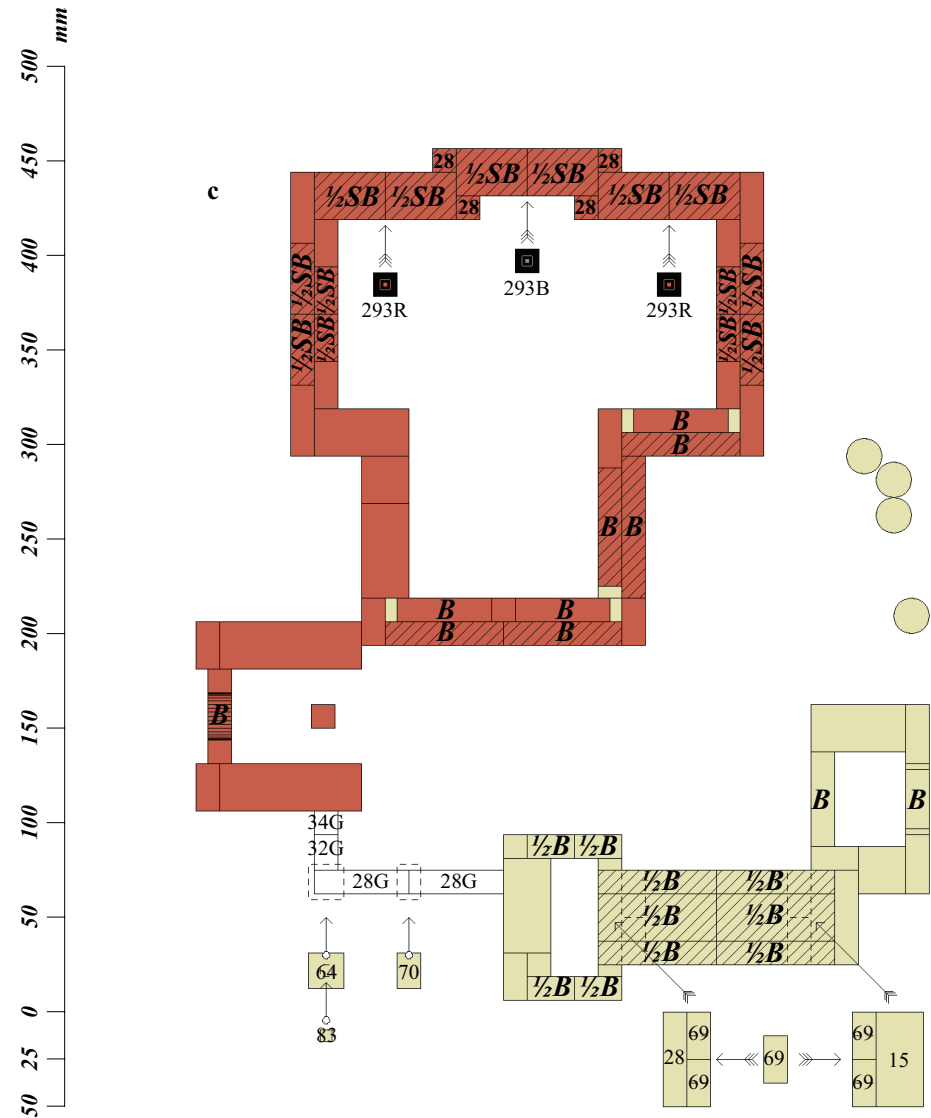 mm
500
450
400
350
300
250
200
150
100
50
0
25
50
c
28 ½SB ½SB 28
½SB ½SB 28 28 ½SB ½SB
293R 293B 293R
½SB ½SB ½SB ½SB
½SB ½SB ½SB ½SB
B
B
B B
B B
B B
B
34G
32G
28G 28G
64 70
83
½B ½B
½B ½B
½B ½B
½B ½B
½B ½B
B B
28 69 69 69 15
69 69